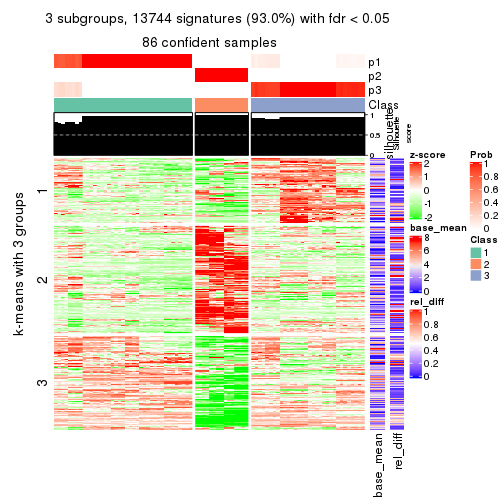 3 subgroups, 13744 signatures (93.0%) with fdr < 0.05
86 confident samples
p1
p2
p3
Class
1
0.5
0
silhouette
Silhouette
score
k-means with 3 groups
1
2
3
base_mean
rel_diff
z-score
2
1
0
-1
-2
base_mean
8
6
4
2
0
rel_diff
1
0.8
0.6
0.4
0.2
0
Prob
1
0.8
0.6
0.4
0.2
0
Class
1
2
3